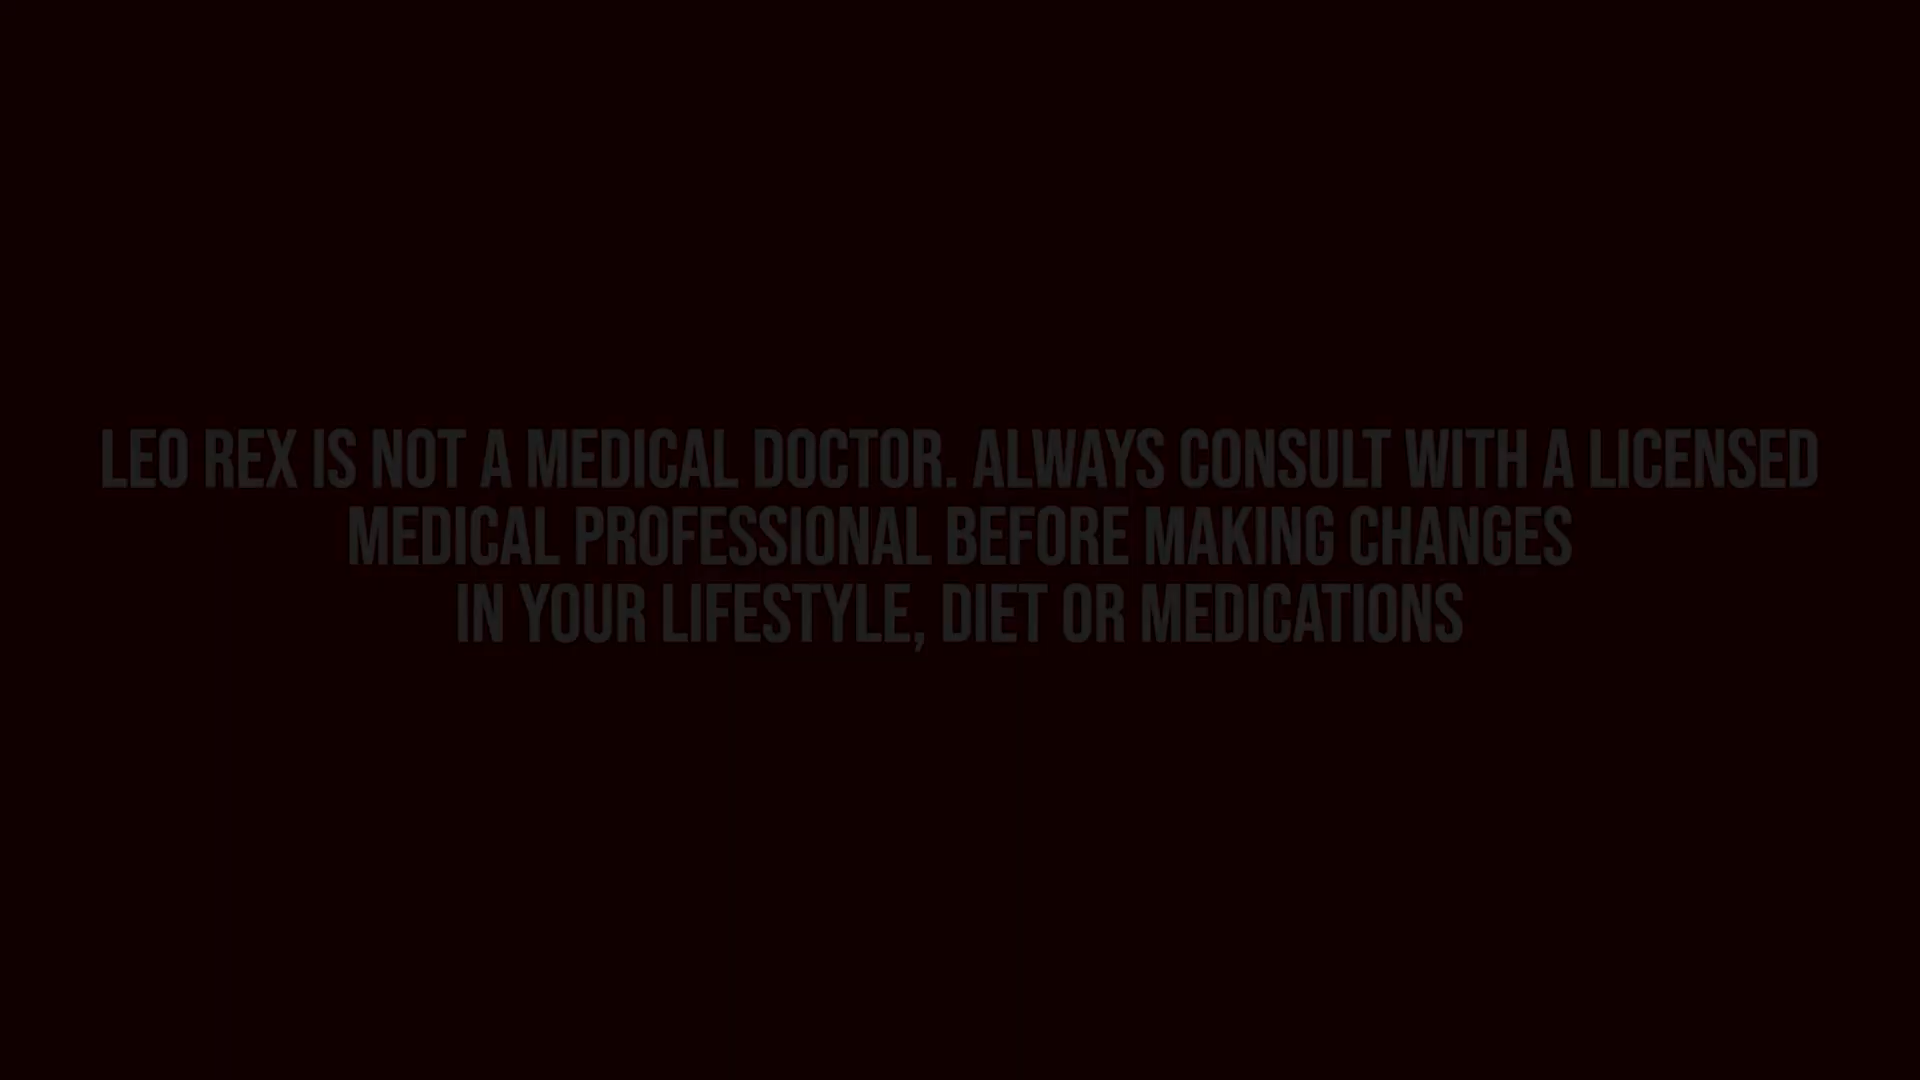 LEO REX IS NOT A MEDICAL DOCTOR. ALWAYS CONSULT WITH A LICENSED
MEDICAL PROFESSIONAL BEFORE MAKING CHANGES
IN YOUR LIFESTYLE, DIET OR MEDICATIONS